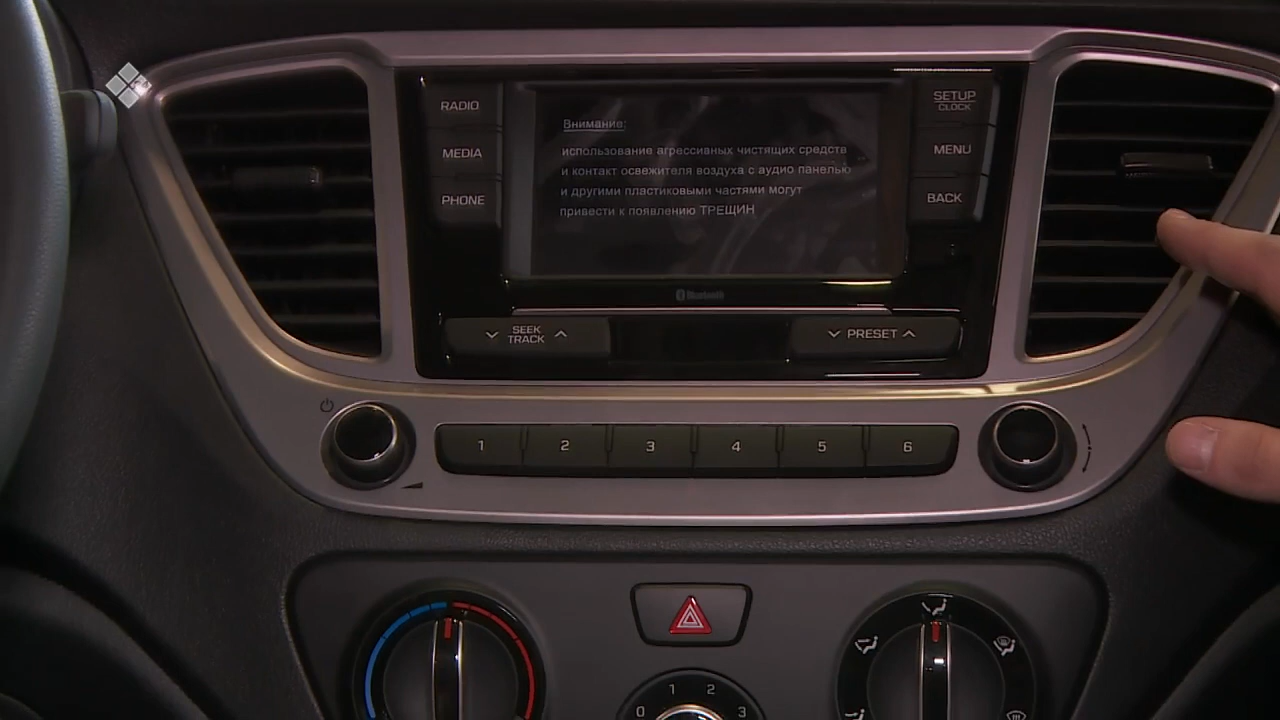 RADIO
SETUP
CLOCK
Внимание:
MEDIA
использование агрессивных чистящих средств
MENU
и контакт освежителя воздуха с аудио панелью
PHONE
и другими пластиковыми частями могут
BACK
привести к появлению ТРЕЩИН
Bluetooth
SEEK
TRACK
PRESET
1 2 3 4 5 6
1 2
0 3